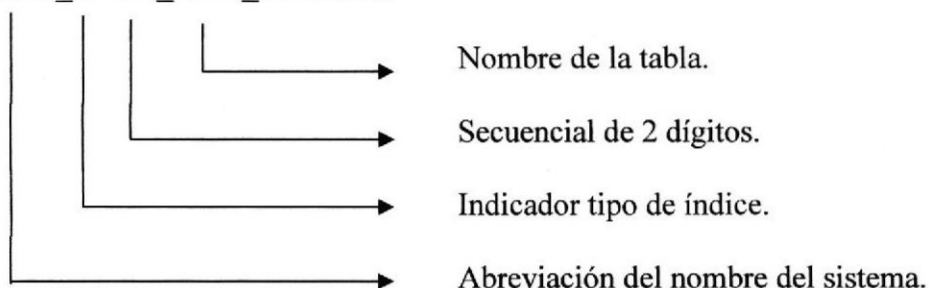 Nombre de la tabla.
Secuencial de 2 dígitos.
Indicador tipo de índice.
Abreviación del nombre del sistema.